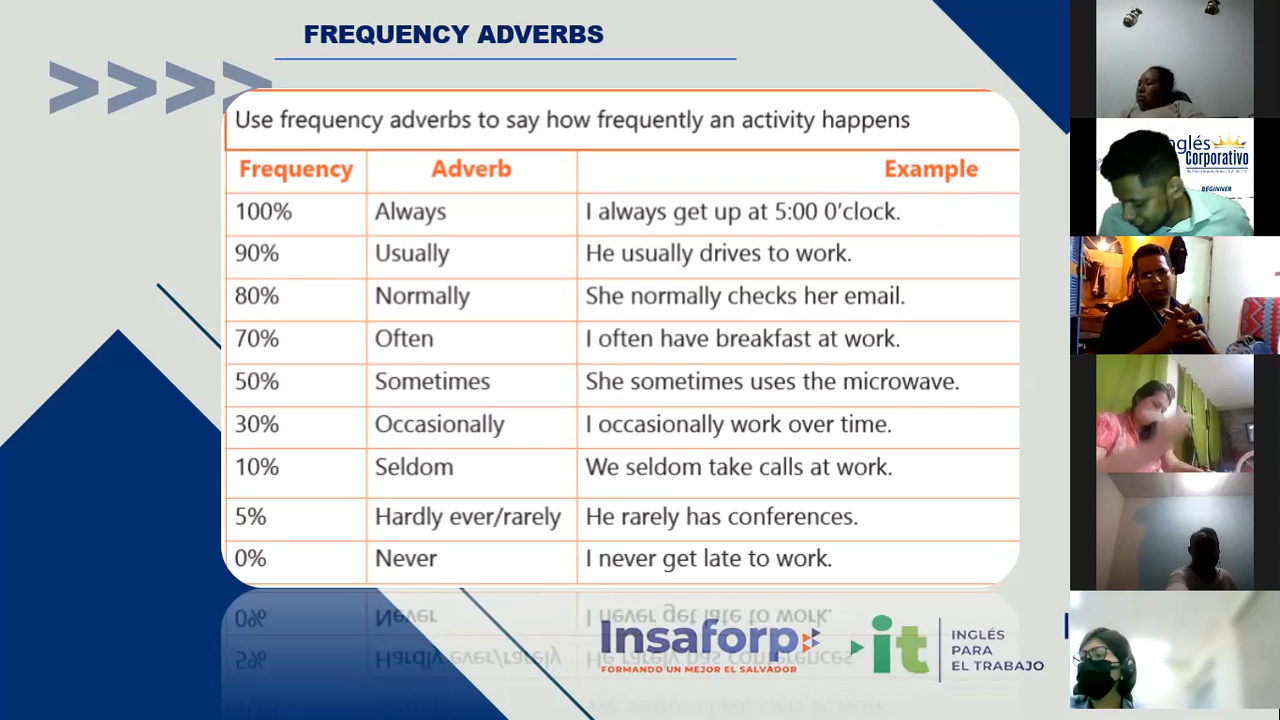 FREQUENCY ADVERBS
>>>>
Use frequency adverbs to say how frequently an activity happens
Frequency Adverb Example
100% Always I always get up at 5:00 0'clock.
90% Usually He usually drives to work.
80% Normally She normally checks her email.
70% Often I often have breakfast at work.
50% Sometimes She sometimes uses the microwave.
30% Occasionally I occasionally work over time.
10% Seldom We seldom take calls at work.
5% Hardly ever/rarely He rarely has conferences.
0% Never I never get late to work.
Insaforp
FORMANDO UN MEJOR EL SALVADOR
it
INGLÉS
PARA
EL TRABAJO
Inglés
Corporativo
BEGINNER